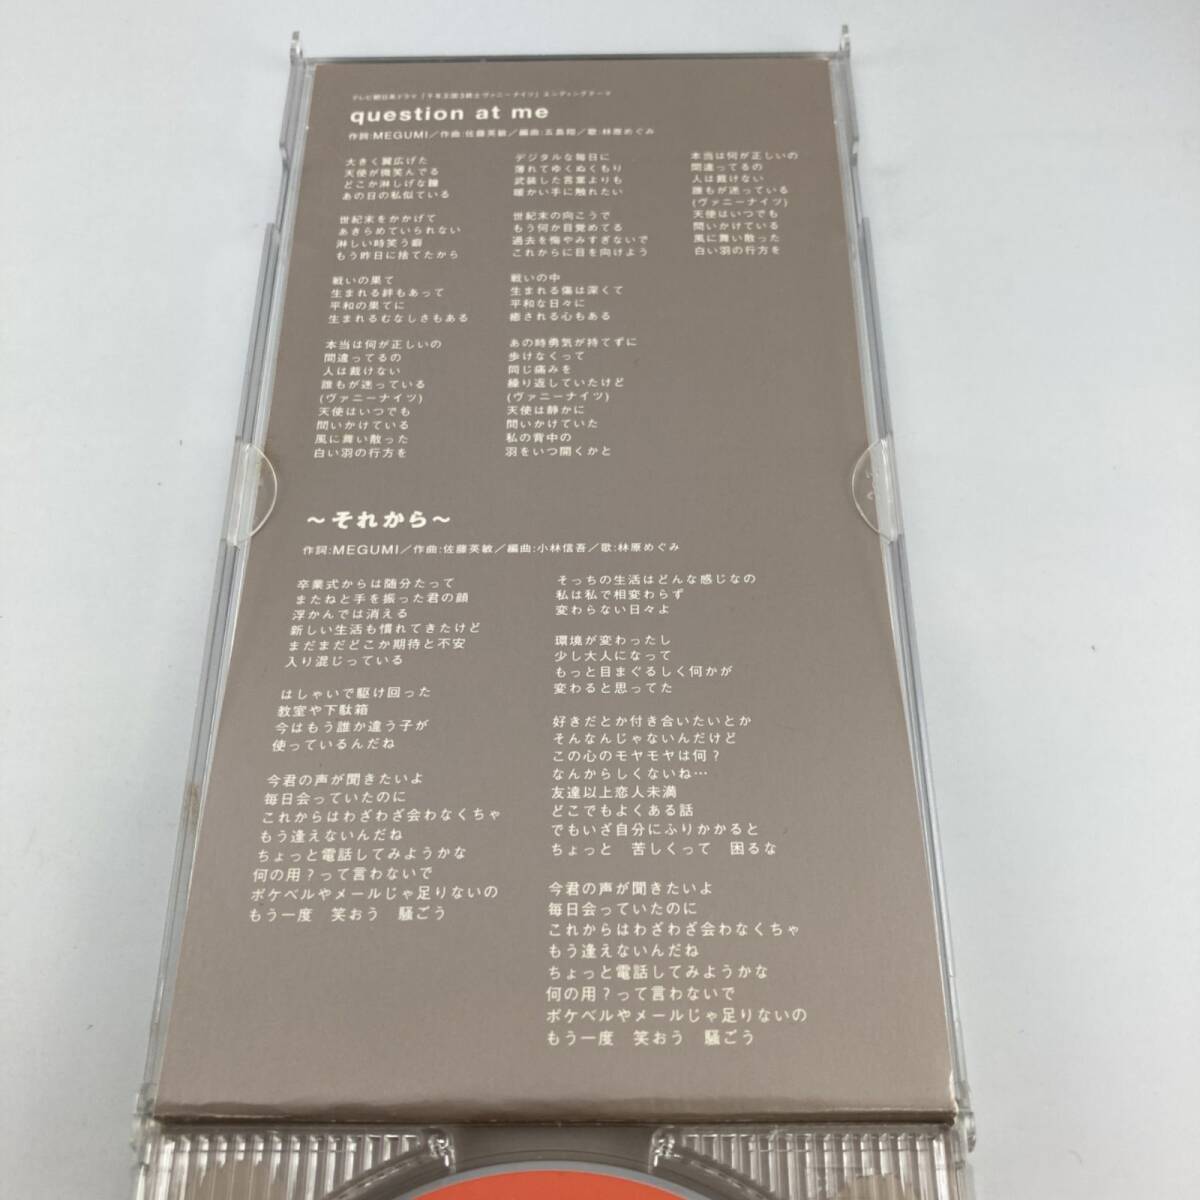 テレビ朝日系ドラマ「千年王国3銃士ヴァニーナイツ」エンディングテーマ
question at me
作詞:MEGUMI／作曲:佐藤英敏／編曲:五島翔／歌:林原めぐみ
大きく翼広げた
天使が微笑んでる
どこか淋しげな瞳
あの日の私似ている
世紀末をかかげて
あきらめていられない
淋しい時笑う癖
もう昨日に捨てたから
戦いの果て
生まれる絆もあって
平和の果てに
生まれるむなしさもある
本当は何が正しいの
間違ってるの
人は裁けない
誰もが迷っている
(ヴァニーナイツ)
天使はいつでも
問いかけている
風に舞い散った
白い羽の行方を
デジタルな毎日に
薄れてゆくぬくもり
武装した言葉よりも
暖かい手に触れたい
世紀末の向こうで
もう何か目覚めてる
過去を悔やみすぎないで
これからに目を向けよう
戦いの中
生まれる傷は深くて
平和な日々に
癒される心もある
あの時勇気が持てずに
歩けなくって
同じ痛みを
繰り返していたけど
(ヴァニーナイツ)
天使は静かに
問いかけていた
私の背中の
羽をいつ開くかと
本当は何が正しいの
間違ってるの
人は裁けない
誰もが迷っている
(ヴァニーナイツ)
天使はいつでも
問いかけている
風に舞い散った
白い羽の行方を
～それから～
作詞:MEGUMI／作曲:佐藤英敏／編曲:小林信吾／歌:林原めぐみ
卒業式からは随分たって
またねと手を振った君の顔
浮かんでは消える
新しい生活も慣れてきたけど
まだまだどこか期待と不安
入り混じっている
はしゃいで駆け回った
教室や下駄箱
今はもう誰か違う子が
使っているんだね
今君の声が聞きたいよ
毎日会っていたのに
これからはわざわざ会わなくちゃ
もう逢えないんだね
ちょっと電話してみようかな
何の用？って言わないで
ポケベルやメールじゃ足りないの
もう一度　笑おう　騒ごう
そっちの生活はどんな感じなの
私は私で相変わらず
変わらない日々よ
環境が変わったし
少し大人になって
もっと目まぐるしく何かが
変わると思ってた
好きだとか付き合いたいとか
そんなんじゃないんだけど
この心のモヤモヤは何？
なんからしくないね…
友達以上恋人未満
どこでもよくある話
でもいざ自分にふりかかると
ちょっと　苦しくって　困るな
今君の声が聞きたいよ
毎日会っていたのに
これからはわざわざ会わなくちゃ
もう逢えないんだね
ちょっと電話してみようかな
何の用？って言わないで
ポケベルやメールじゃ足りないの
もう一度　笑おう　騒ごう